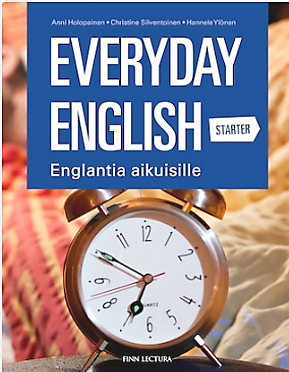 Anni Holopainen • Christine Silventoinen • Hannele Ylönen
EVERYDAY
ENGLISH
STARTER
Englantia aikuisille
12
1
2
3
4
5
6
7
8
9
10
11
QUARTZ
FINN LECTURA